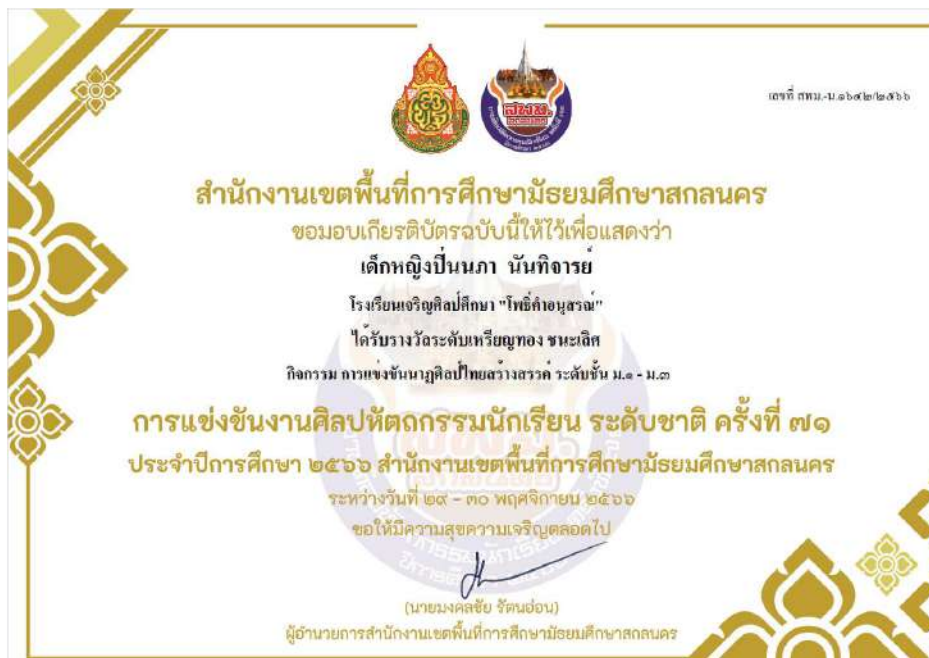 เลขที่ สพม.-น.๑๖๔๒/๒๕๖๖
สพม.
สำนักงานเขตพื้นที่การศึกษามัธยมศึกษาสกลนคร
ขอมอบเกียรติบัตรฉบับนี้ให้ไว้เพื่อแสดงว่า
เด็กหญิงปิ่นนภา นันทิจารย์
โรงเรียนเจริญศิลป์ศึกษา "โพธิ์คำอนุสรณ์"
ได้รับรางวัลระดับเหรียญทอง ชนะเลิศ
กิจกรรม การแข่งขันนาฏศิลป์ไทยสร้างสรรค์ ระดับชั้น ม.๑ - ม.๓
การแข่งขันงานศิลปหัตถกรรมนักเรียน ระดับชาติ ครั้งที่ ๗๑
ประจำปีการศึกษา ๒๕๖๖ สำนักงานเขตพื้นที่การศึกษามัธยมศึกษาสกลนคร
ระหว่างวันที่ ๒๙ - ๓๐ พฤศจิกายน ๒๕๖๖
ขอให้มีความสุขความเจริญตลอดไป
(นายมงคลชัย รัตนอ่อน)
ผู้อำนวยการสำนักงานเขตพื้นที่การศึกษามัธยมศึกษาสกลนคร